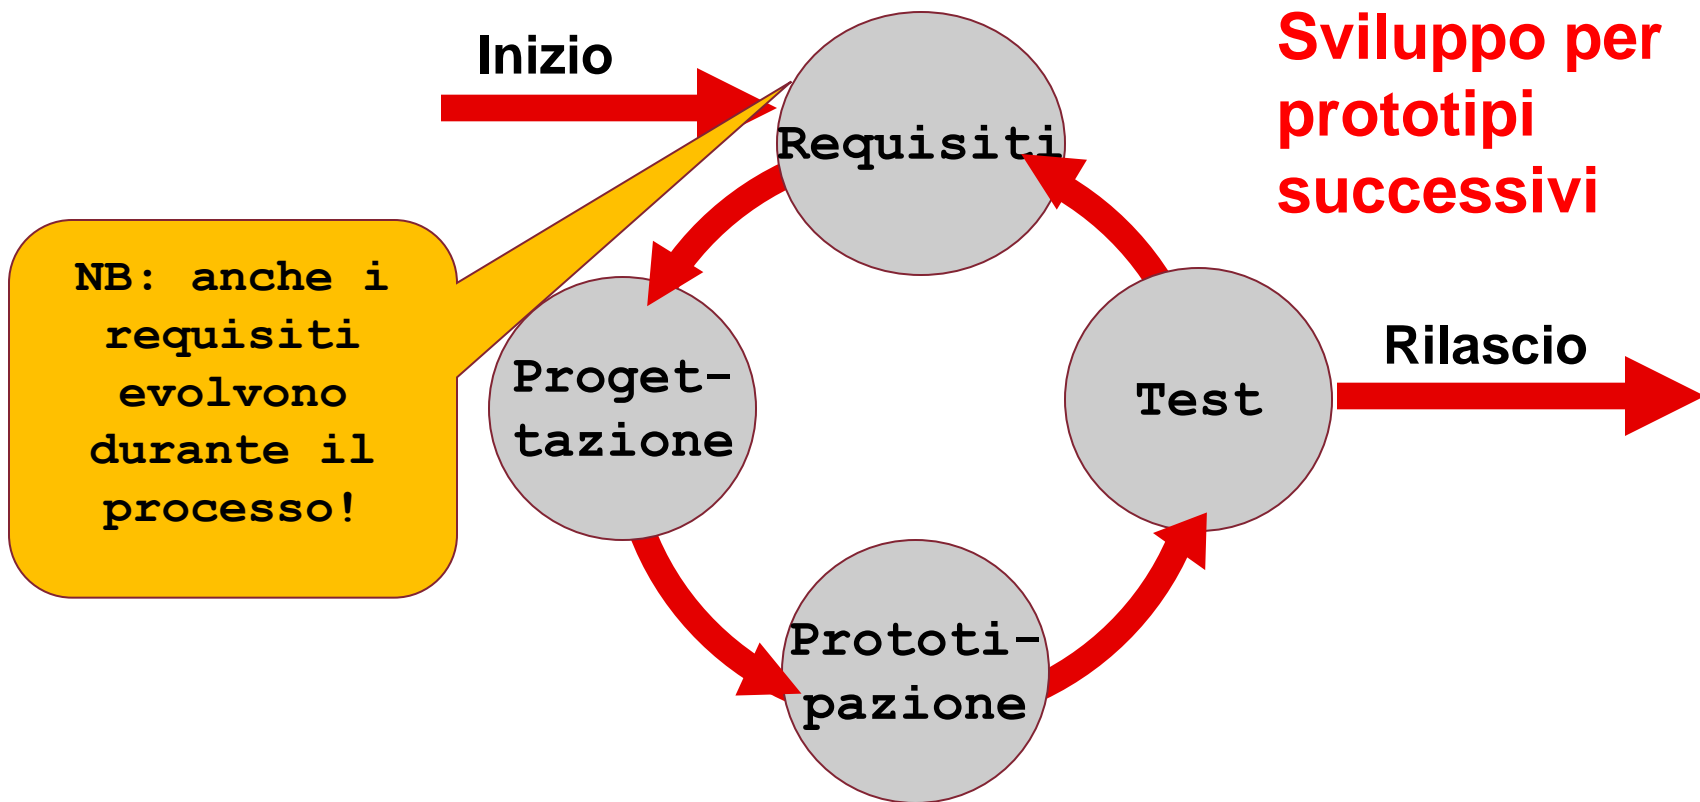 Sviluppo per
prototipi
successivi
Inizio
Requisiti
NB: anche i
requisiti
evolvono
durante il
processo!
Proget-
tazione
Test
Rilascio
Prototi-
pazione